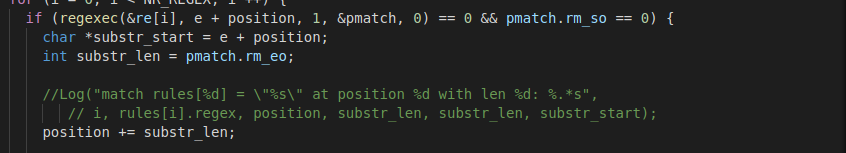 for (i = 0; i < NR_REGEX; i ++) {
if (regexec(&re[i], e + position, 1, &pmatch, 0) == 0 && pmatch.rm_so == 0) {
char *substr_start = e + position;
int substr_len = pmatch.rm_eo;
//Log("match rules[%d] = \"%s\" at position %d with len %d: %.*s",
// i, rules[i].regex, position, substr_len, substr_len, substr_start);
position += substr_len;